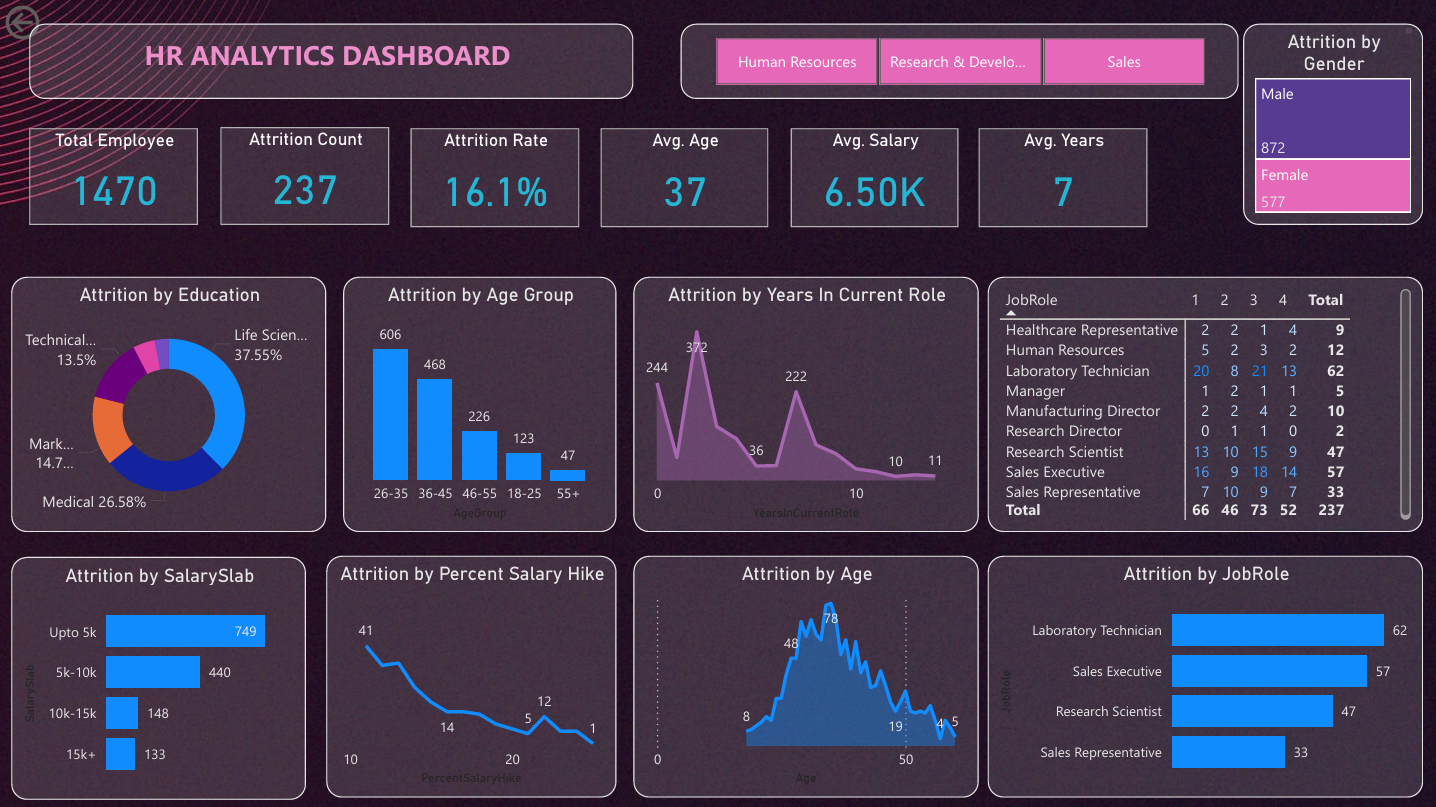 HR ANALYTICS DASHBOARD
Human Resources
Research & Develo...
Sales
Attrition by
Gender
Male
872
Female
577
Total Employee
1470
Attrition Count
237
Attrition Rate
16.1%
Avg. Age
37
Avg. Salary
6.50K
Avg. Years
7
Attrition by Education
Life Scien...
37.55%
Technical...
13.5%
Mark...
14.7...
Medical 26.58%
Attrition by Age Group
606
468
226
123
47
26-35 36-45 46-55 18-25 55+
AgeGroup
Attrition by Years In Current Role
244
372
36
222
10
11
0 10
YearsInCurrentRole
JobRole 1 2 3 4 Total
Healthcare Representative 2 2 1 4 9
Human Resources 5 2 3 2 12
Laboratory Technician 20 8 21 13 62
Manager 1 2 1 1 5
Manufacturing Director 2 2 4 2 10
Research Director 0 1 1 0 2
Research Scientist 13 10 15 9 47
Sales Executive 16 9 18 14 57
Sales Representative 7 10 9 7 33
Total 66 46 73 52 237
Attrition by SalarySlab
SalarySlab
Upto 5k 749
5k-10k 440
10k-15k 148
15k+ 133
Attrition by Percent Salary Hike
41
14
5
12
1
10 20
PercentSalaryHike
Attrition by Age
8
48
78
19
4
5
0 50
Age
Attrition by JobRole
JobRole
Laboratory Technician 62
Sales Executive 57
Research Scientist 47
Sales Representative 33